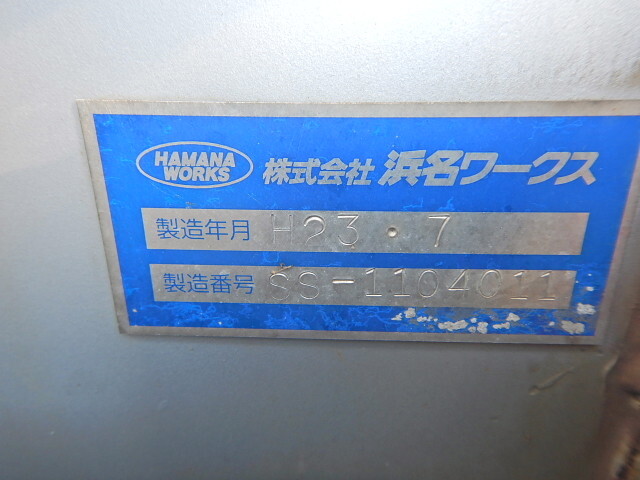 HAMANA
WORKS
株式会社 浜名ワークス
製造年月 H23・7
製造番号 SS-1104011